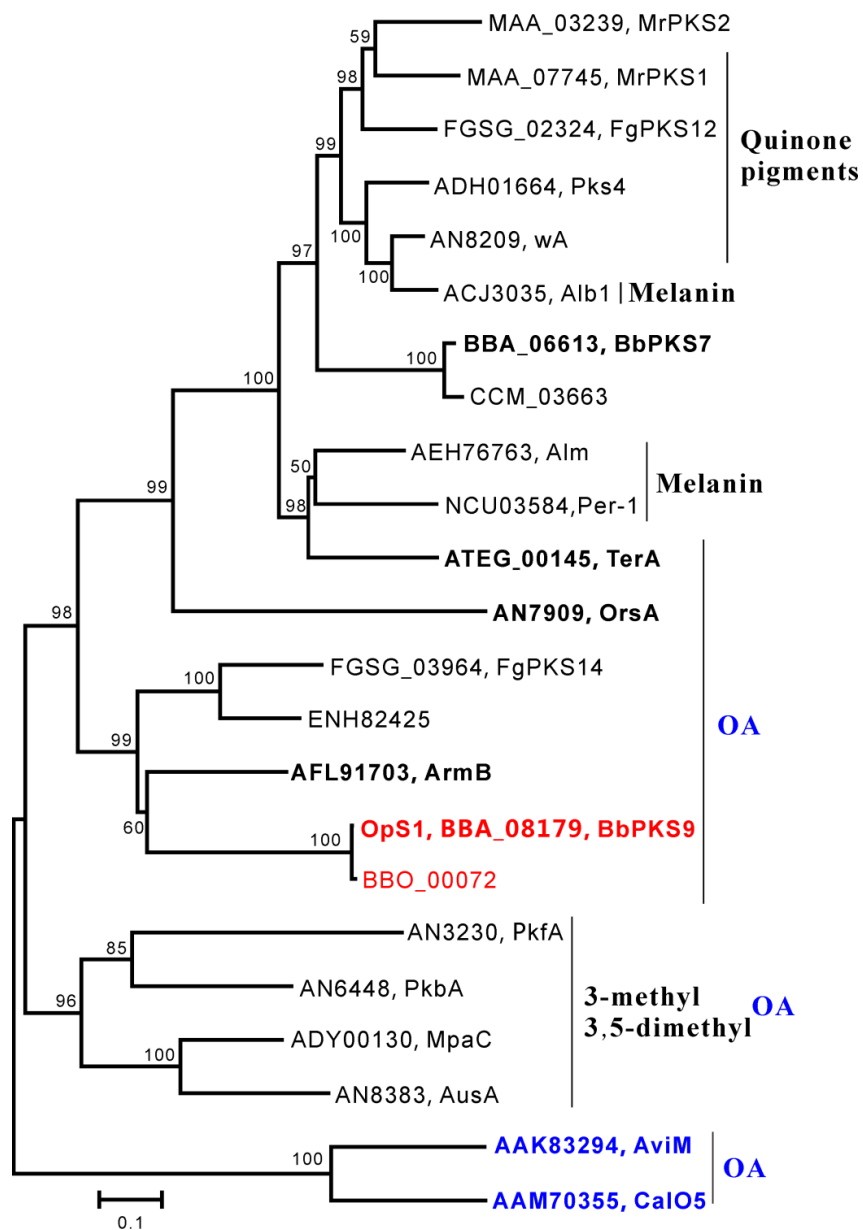 MAA_03239, MrPKS2
59
MAA_07745, MrPKS1
98
FGSG_02324, FgPKS12
Quinone
pigments
99
ADH01664, Pks4
100
AN8209, wA
97
100
ACJ3035, Alb1 | Melanin
BBA_06613, BbPKS7
100
100
CCM_03663
AEH76763, Alm
50
Melanin
99
98
NCU03584,Per-1
ATEG_00145, TerA
98
AN7909, OrsA
FGSG_03964, FgPKS14
100
ENH82425
OA
99
AFL91703, ArmB
60
OpS1, BBA_08179, BbPKS9
100
BBO_00072
AN3230, PkfA
85
AN6448, PkbA
3-methyl
3,5-dimethyl
OA
96
ADY00130, MpaC
100
AN8383, AusA
AAK83294, AviM
100
OA
AAM70355, CalO5
0.1